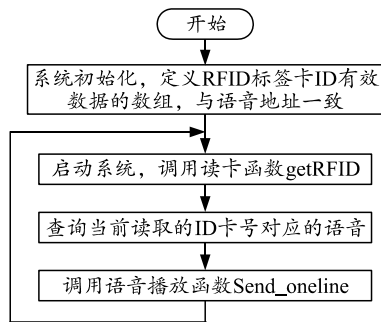 开始
系统初始化，定义RFID标签卡ID有效
数据的数组，与语音地址一致
启动系统，调用读卡函数getRFID
查询当前读取的ID卡号对应的语音
调用语音播放函数Send_oneline